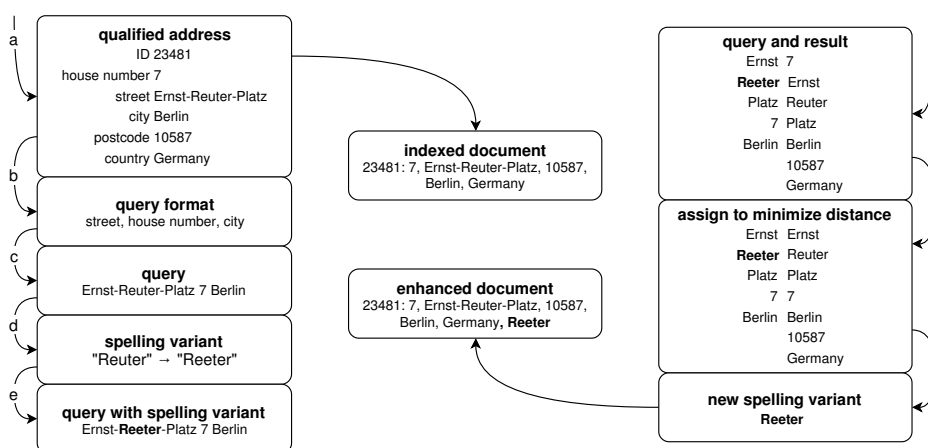 a
qualified address
ID 23481
house number 7
street Ernst-Reuter-Platz
city Berlin
postcode 10587
country Germany
b
query format
street, house number, city
c
query
Ernst-Reuter-Platz 7 Berlin
d
spelling variant
"Reuter" → "Reeter"
e
query with spelling variant
Ernst-Reeter-Platz 7 Berlin
indexed document
23481: 7, Ernst-Reuter-Platz, 10587,
Berlin, Germany
enhanced document
23481: 7, Ernst-Reuter-Platz, 10587,
Berlin, Germany, Reeter
query and result
Ernst 7
Reeter Ernst
Platz Reuter
7 Platz
Berlin Berlin
10587
Germany
assign to minimize distance
Ernst Ernst
Reeter Reuter
Platz Platz
7 7
Berlin Berlin
10587
Germany
new spelling variant
Reeter